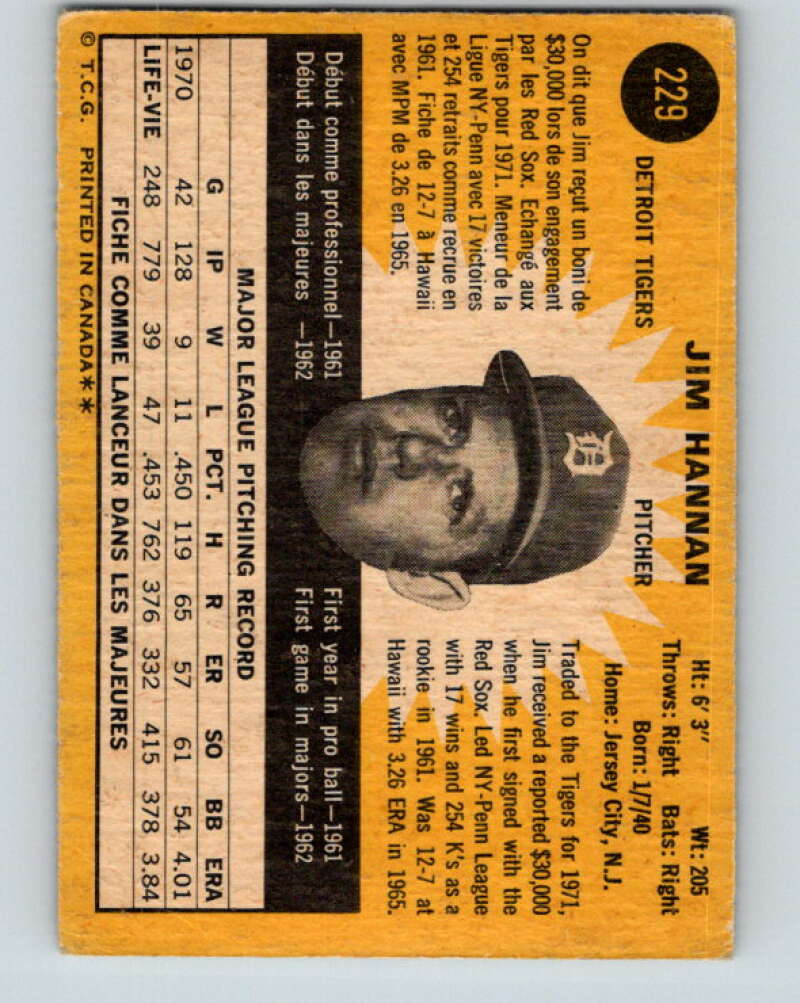 229
JIM HANNAN
Ht: 6' 3" Wt: 205
Throws: Right Bats: Right
DETROIT TIGERS PITCHER
Born: 1/7/40
Home: Jersey City, N.J.
On dit que Jim reçut un boni de
$30,000 lors de son engagement
par les Red Sox. Echangé aux
Tigers pour 1971. Meneur de la
Ligue NY-Penn avec 17 victoires
et 254 retraits comme recrue en
1961. Fiche de 12-7 à Hawaii
avec MPM de 3.26 en 1965.
Traded to the Tigers for 1971,
Jim received a reported $30,000
when he first signed with the
Red Sox. Led NY-Penn League
with 17 wins and 254 K's as a
rookie in 1961. Was 12-7 at
Hawaii with 3.26 ERA in 1965.
Début comme professionnel—1961
Début dans les majeures —1962
First year in pro ball—1961
First game in majors—1962
MAJOR LEAGUE PITCHING RECORD
G IP W L PCT. H R ER SO BB ERA
1970 42 128 9 11 .450 119 65 57 61 54 4.01
LIFE-VIE 248 779 39 47 .453 762 376 332 415 378 3.84
FICHE COMME LANCEUR DANS LES MAJEURES
© T.C.G. PRINTED IN CANADA**